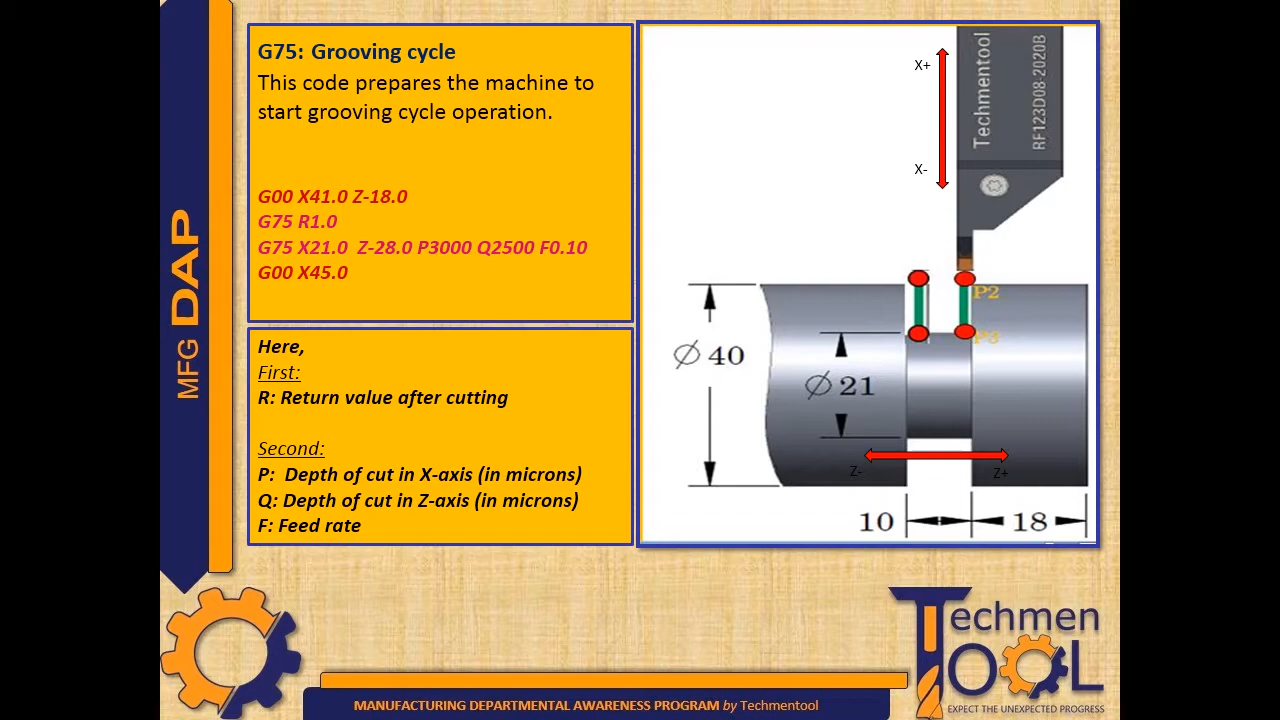 MFG DAP
G75: Grooving cycle
This code prepares the machine to
start grooving cycle operation.
G00 X41.0 Z-18.0
G75 R1.0
G75 X21.0 Z-28.0 P3000 Q2500 F0.10
G00 X45.0
Here,
First:
R: Return value after cutting
Second:
P: Depth of cut in X-axis (in microns)
Q: Depth of cut in Z-axis (in microns)
F: Feed rate
X+
X-
Techmentool
RF123D08-2020B
P2
P3
∅ 40
∅ 21
Z-
Z+
10
18
Techmen
TOOL
EXPECT THE UNEXPECTED PROGRESS
MANUFACTURING DEPARTMENTAL AWARENESS PROGRAM by Techmentool